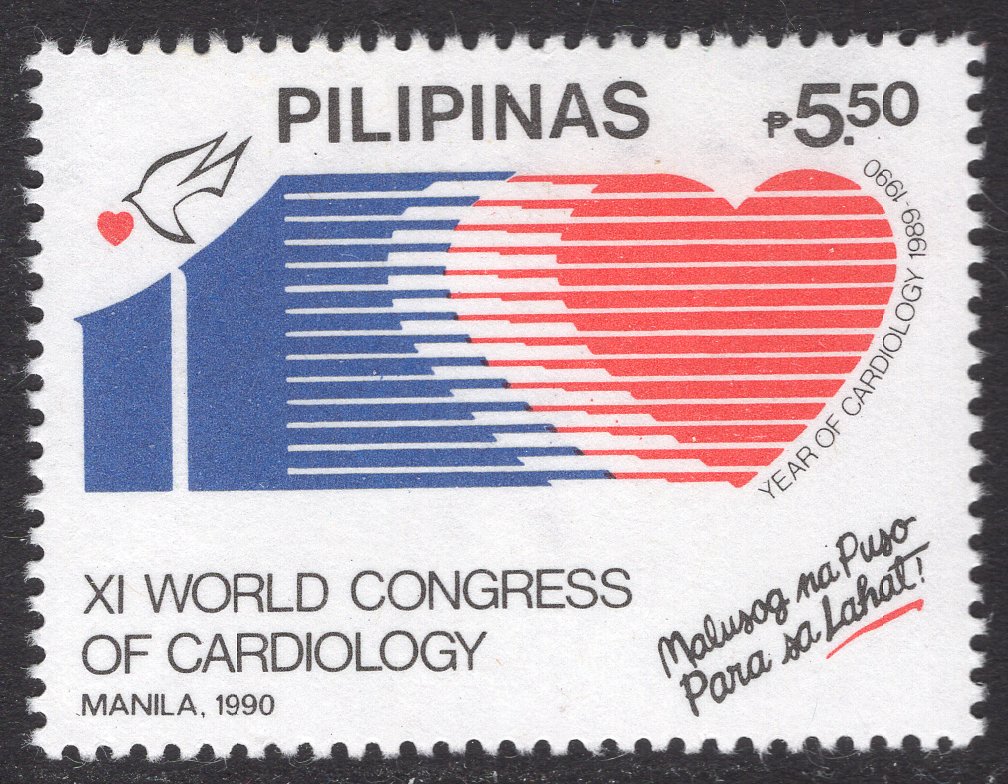 PILIPINAS
₱5.50
YEAR OF CARDIOLOGY 1989-1990
XI WORLD CONGRESS
OF CARDIOLOGY
MANILA, 1990
Malusog na Puso
Para sa Lahat!